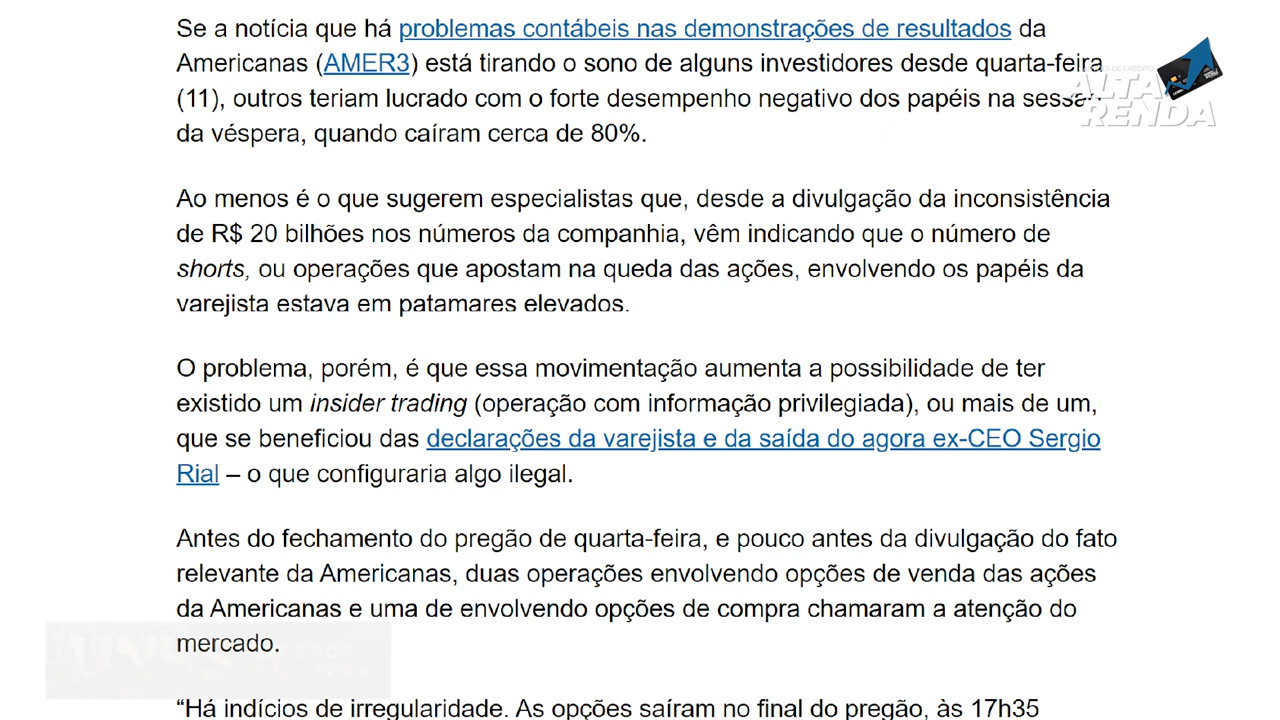 Se a notícia que há problemas contábeis nas demonstrações de resultados da
Americanas (AMER3) está tirando o sono de alguns investidores desde quarta-feira
(11), outros teriam lucrado com o forte desempenho negativo dos papéis na sessão
da véspera, quando caíram cerca de 80%.
ALTA
RENDA
Ao menos é o que sugerem especialistas que, desde a divulgação da inconsistência
de R$ 20 bilhões nos números da companhia, vêm indicando que o número de
shorts, ou operações que apostam na queda das ações, envolvendo os papéis da
varejista estava em patamares elevados.
O problema, porém, é que essa movimentação aumenta a possibilidade de ter
existido um insider trading (operação com informação privilegiada), ou mais de um,
que se beneficiou das declarações da varejista e da saída do agora ex-CEO Sergio
Rial – o que configuraria algo ilegal.
Antes do fechamento do pregão de quarta-feira, e pouco antes da divulgação do fato
relevante da Americanas, duas operações envolvendo opções de venda das ações
da Americanas e uma de envolvendo opções de compra chamaram a atenção do
mercado.
“Há indícios de irregularidade. As opções saíram no final do pregão, às 17h35